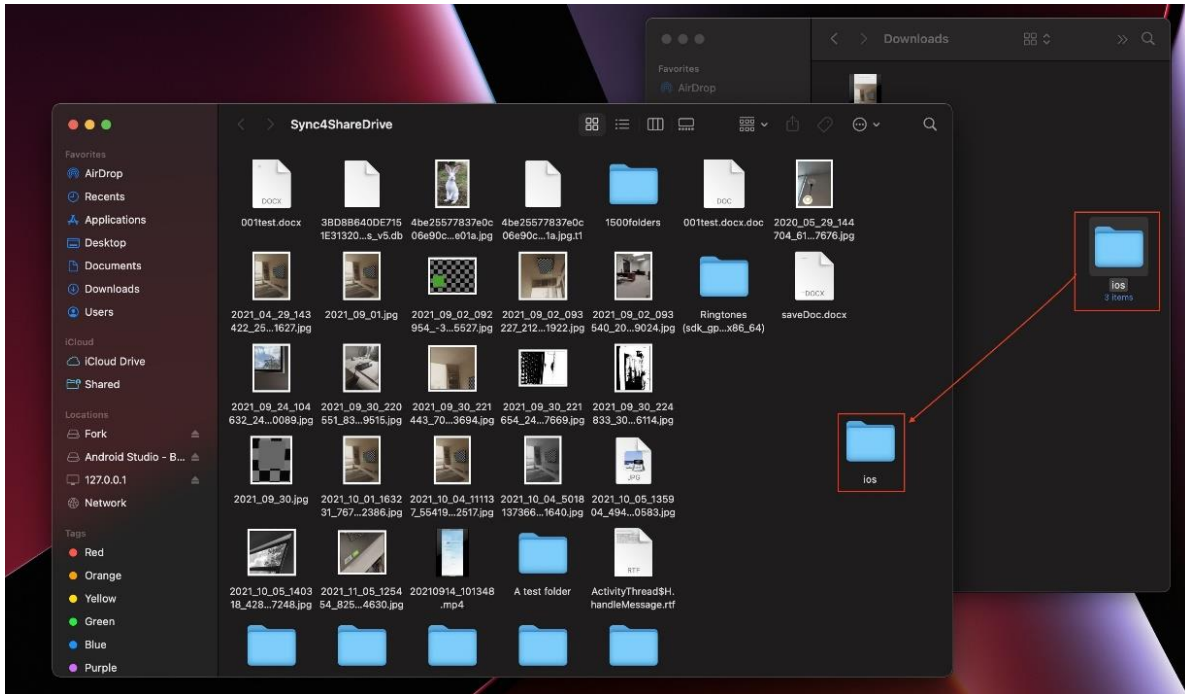 Downloads
Favorites
AirDrop
Sync4ShareDrive
Favorites
AirDrop
Recents
Applications
Desktop
Documents
Downloads
Users
iCloud
iCloud Drive
Shared
Locations
Fork
Android Studio - B...
127.0.0.1
Network
Tags
Red
Orange
Yellow
Green
Blue
Purple
DOCX
DOC
001test.docx
3BD8B640DE715
1E31320...s_v5.db
4be25577837e0c
06e90c...e01a.jpg
4be25577837e0c
06e90c...1a.jpg.t1
1500folders
001test.docx.doc
2020_05_29_144
704_61...7676.jpg
DOCX
2021_04_29_143
422_25...1627.jpg
2021_09_01.jpg
2021_09_02_092
954_-3...5527.jpg
2021_09_02_093
227_212...1922.jpg
2021_09_02_093
540_20...9024.jpg
Ringtones
(sdk_gp...x86_64)
saveDoc.docx
2021_09_24_104
632_24...0089.jpg
2021_09_30_220
551_83...9515.jpg
2021_09_30_221
443_70...3694.jpg
2021_09_30_221
654_24...7669.jpg
2021_09_30_224
833_30...6114.jpg
JPG
2021_09_30.jpg
2021_10_01_1632
31_767...2386.jpg
2021_10_04_11113
7_55419...2517.jpg
2021_10_04_5018
137366...1640.jpg
2021_10_05_1359
04_494...0583.jpg
RTF
2021_10_05_1403
18_428...7248.jpg
2021_11_05_1254
54_825...4630.jpg
20210914_101348
.mp4
A test folder
ActivityThread$H.
handleMessage.rtf
ios
ios
3 items